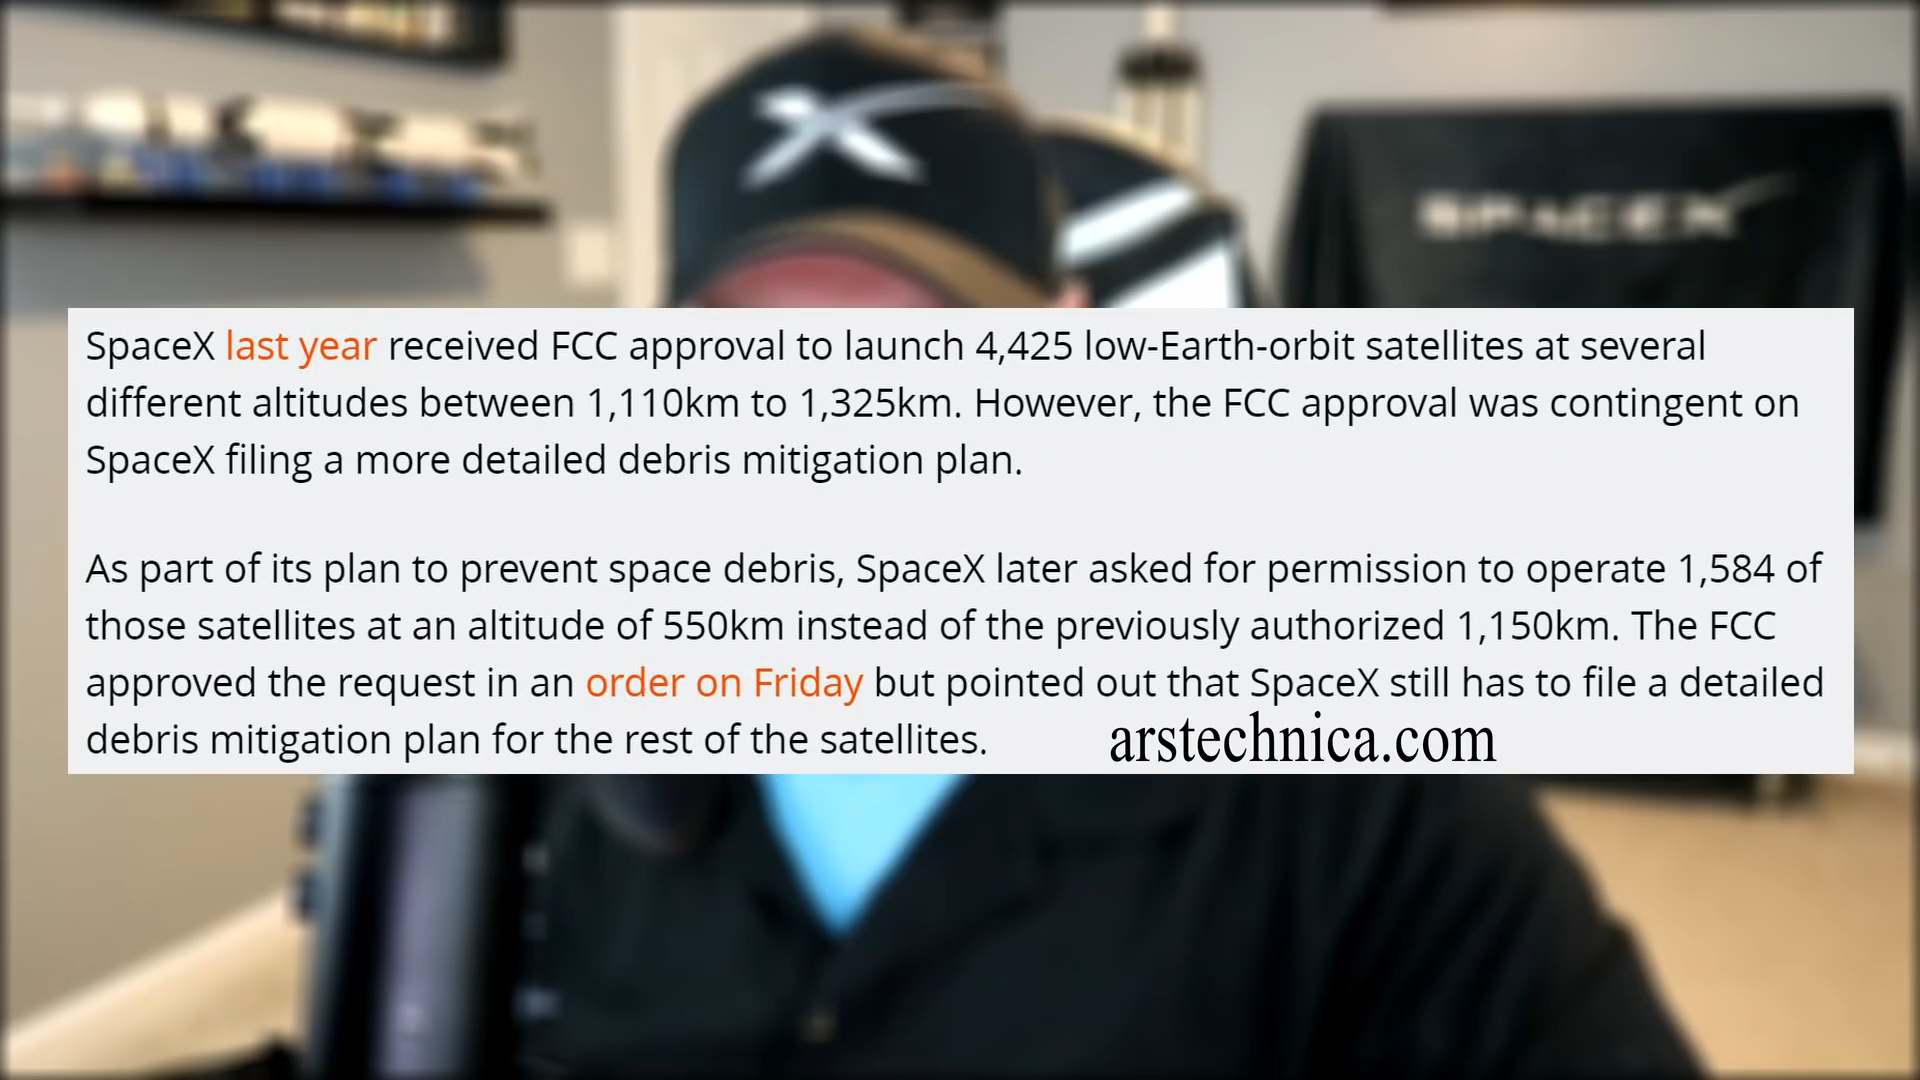 SPACEX
SpaceX last year received FCC approval to launch 4,425 low-Earth-orbit satellites at several
different altitudes between 1,110km to 1,325km. However, the FCC approval was contingent on
SpaceX filing a more detailed debris mitigation plan.
As part of its plan to prevent space debris, SpaceX later asked for permission to operate 1,584 of
those satellites at an altitude of 550km instead of the previously authorized 1,150km. The FCC
approved the request in an order on Friday but pointed out that SpaceX still has to file a detailed
debris mitigation plan for the rest of the satellites.
arstechnica.com